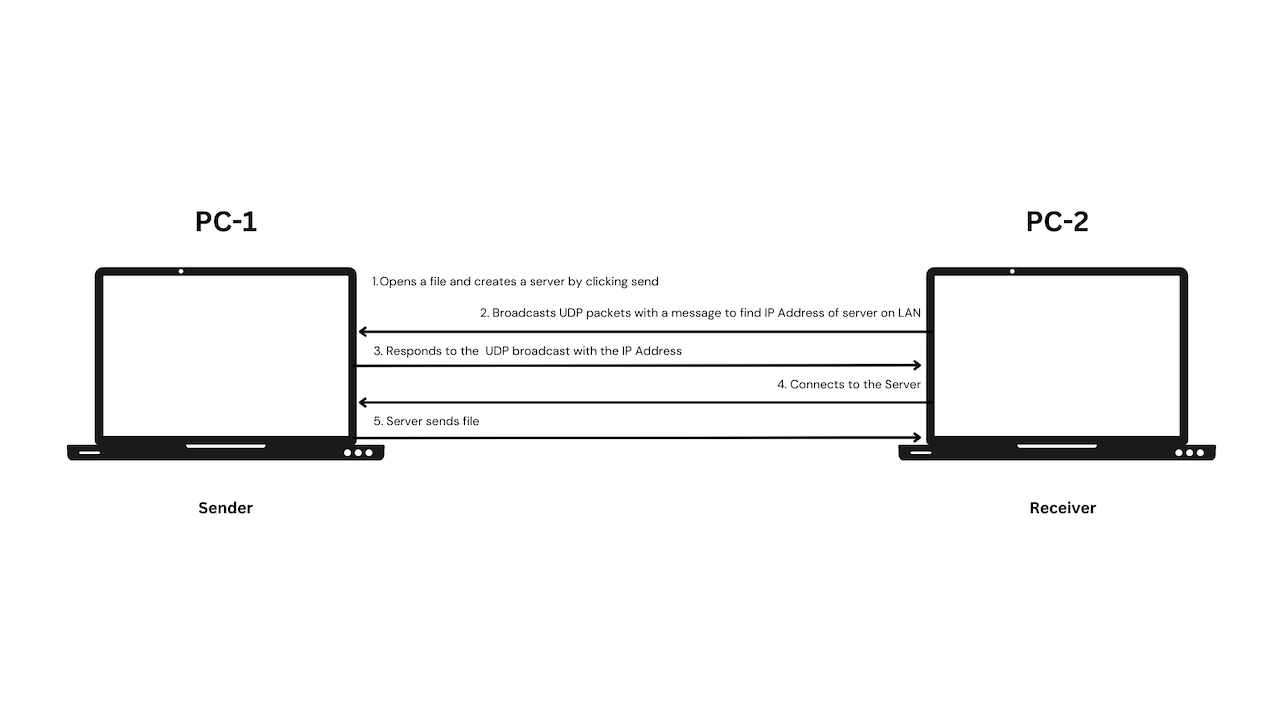 PC-1
PC-2
1.Opens a file and creates a server by clicking send
2. Broadcasts UDP packets with a message to find IP Address of server on LAN
3. Responds to the  UDP broadcast with the IP Address
4. Connects to the Server
5. Server sends file
Sender
Receiver